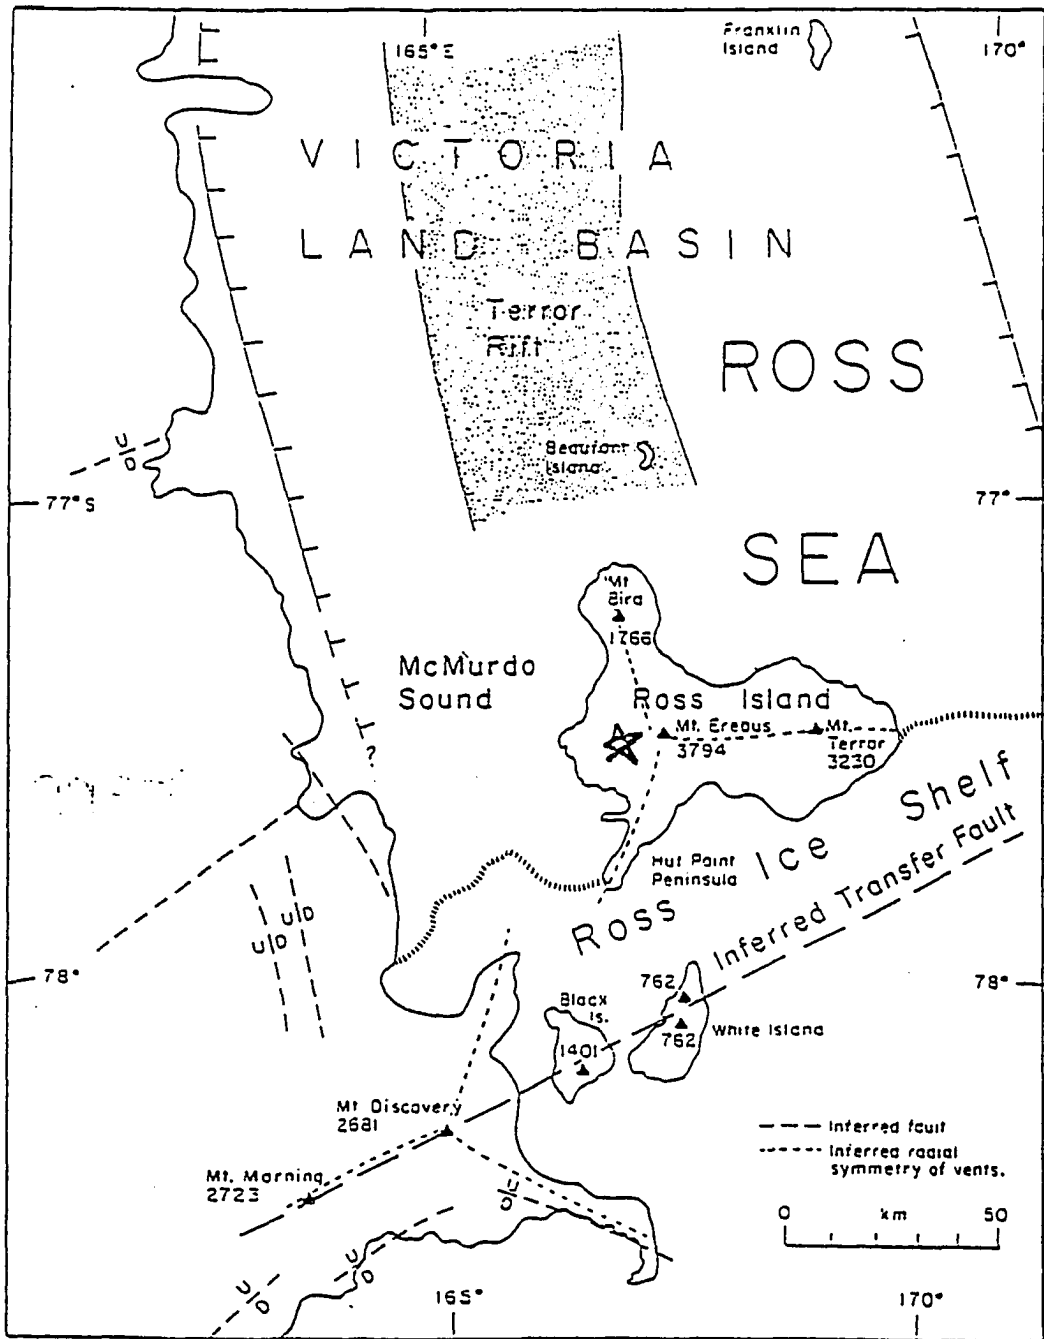 165°E
Franklin
Island
170°
VICTORIA
LAND BASIN
Terror
Rift
ROSS
Beaufort
Island
U/D
77°S
77°
SEA
Mt
Bird
1766
McMurdo
Sound
Ross Island
Mt. Erebus
3794
Mt.
Terror
3230
?
Hut Point
Peninsula
Ross Ice Shelf
Inferred Transfer Fault
U/D
U/D
78°
78°
Black
Is.
1401
762
762
White Island
Mt Discovery
2681
Mt. Morning
2723
U/D
U/D
U/D
Inferred fault
Inferred radial
symmetry of vents.
0 km 50
165°
170°